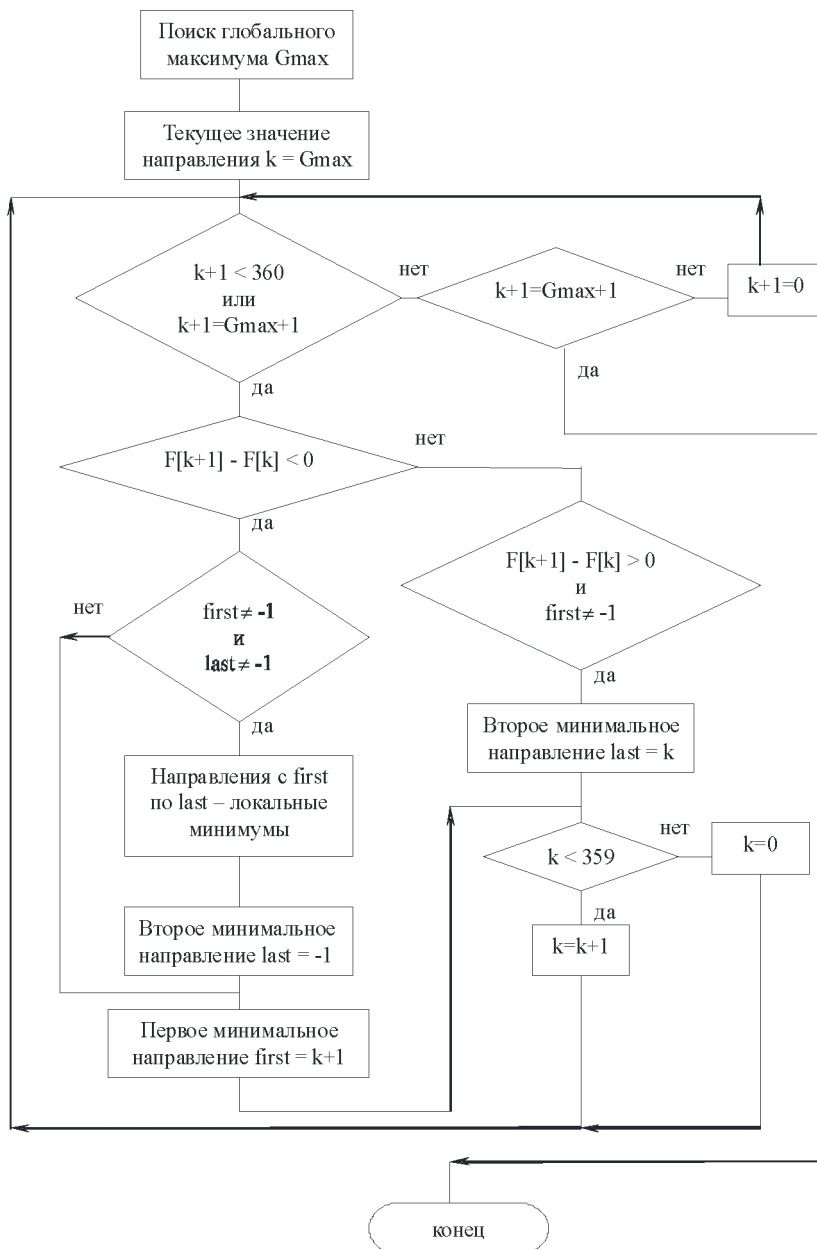 Поиск глобального
максимума Gmax
Текущее значение
направления k = Gmax
k+1 < 360
или
k+1=Gmax+1
нет
k+1=Gmax+1
нет
k+1=0
да
да
F[k+1] - F[k] < 0
нет
да
F[k+1] - F[k] > 0
и
first≠ -1
нет
first≠ -1
и
last≠ -1
да
да
Второе минимальное
направление last = k
Направления с first
по last – локальные
минимумы
k < 359
нет
k=0
да
k=k+1
Второе минимальное
направление last = -1
Первое минимальное
направление first = k+1
конец